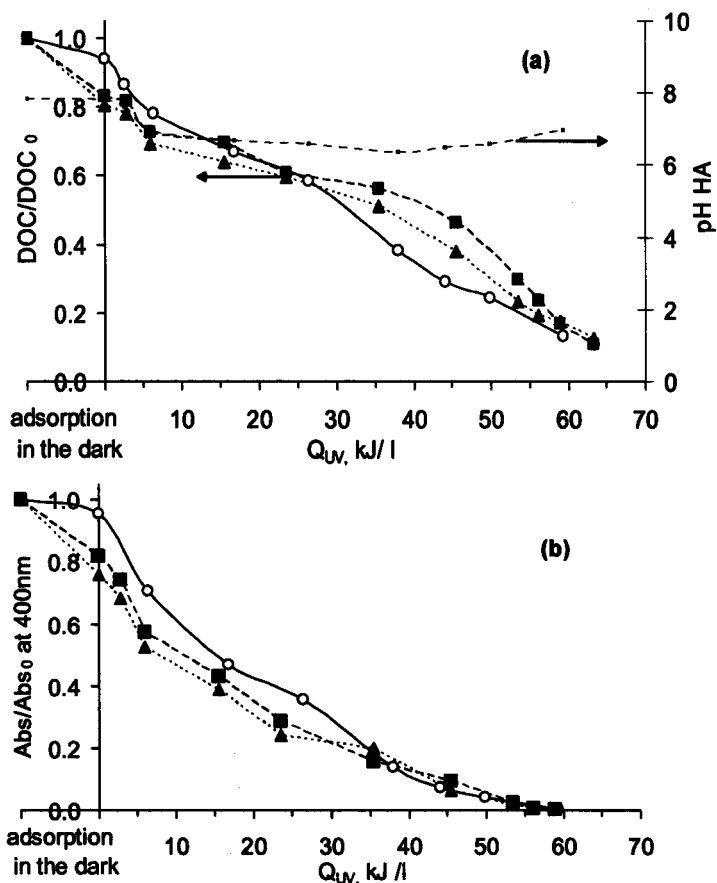 (a)
DOC/DOC₀
1.0
0.8
0.6
0.4
0.2
0.0
10
8
6
4
2
0
pH HA
adsorption
in the dark
10 20 30 40 50 60 70
Q_UV, kJ/ l
(b)
Abs/Abs₀ at 400nm
1.0
0.8
0.6
0.4
0.2
0.0
adsorption
in the dark
10 20 30 40 50 60 70
Q_UV, kJ /l